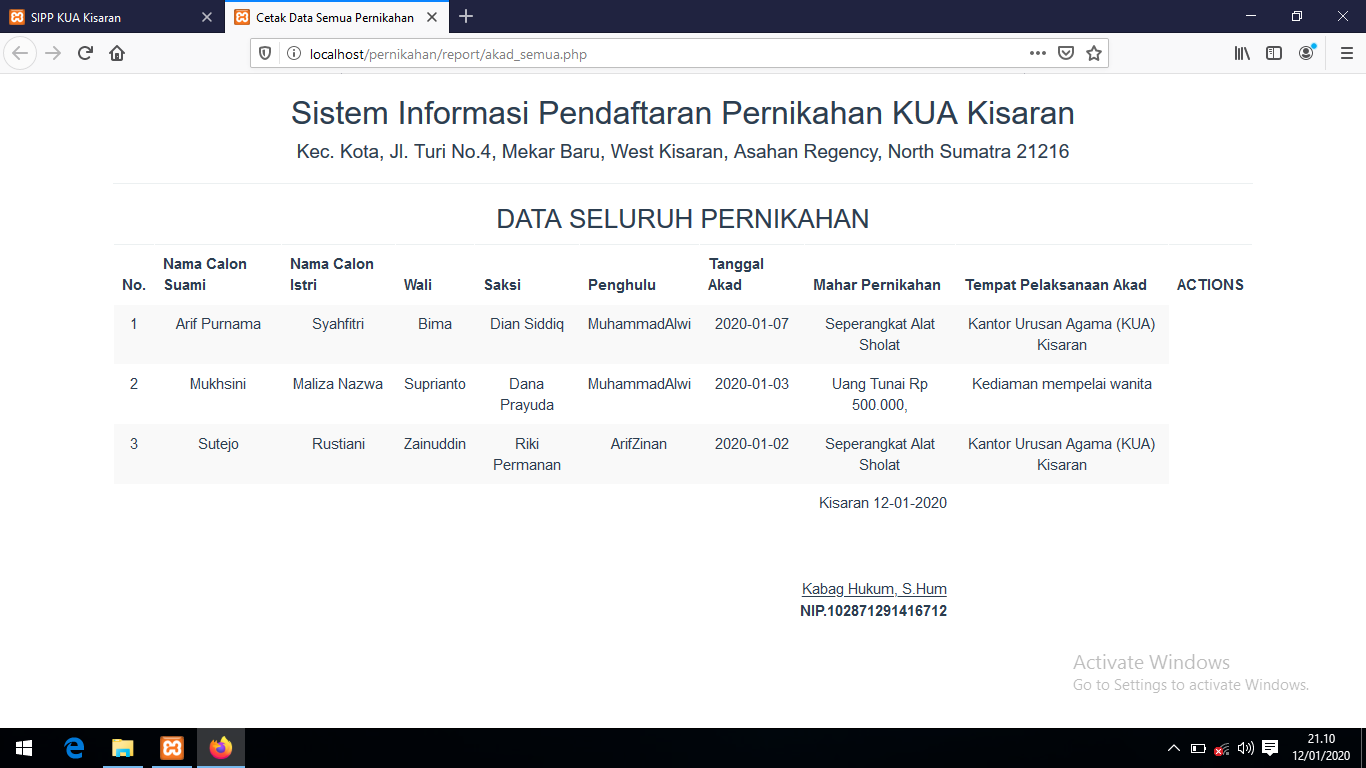 SIPP KUA Kisaran
Cetak Data Semua Pernikahan
localhost/pernikahan/report/akad_semua.php
Sistem Informasi Pendaftaran Pernikahan KUA Kisaran
Kec. Kota, Jl. Turi No.4, Mekar Baru, West Kisaran, Asahan Regency, North Sumatra 21216
DATA SELURUH PERNIKAHAN
No. Nama Calon Suami Nama Calon Istri Wali Saksi Penghulu Tanggal Akad Mahar Pernikahan Tempat Pelaksanaan Akad ACTIONS
1 Arif Purnama Syahfitri Bima Dian Siddiq MuhammadAlwi 2020-01-07 Seperangkat Alat Sholat Kantor Urusan Agama (KUA) Kisaran
2 Mukhsini Maliza Nazwa Suprianto Dana Prayuda MuhammadAlwi 2020-01-03 Uang Tunai Rp 500.000, Kediaman mempelai wanita
3 Sutejo Rustiani Zainuddin Riki Permanan ArifZinan 2020-01-02 Seperangkat Alat Sholat Kantor Urusan Agama (KUA) Kisaran
Kisaran 12-01-2020
Kabag Hukum, S.Hum
NIP.102871291416712
Activate Windows
Go to Settings to activate Windows.
21.10
12/01/2020